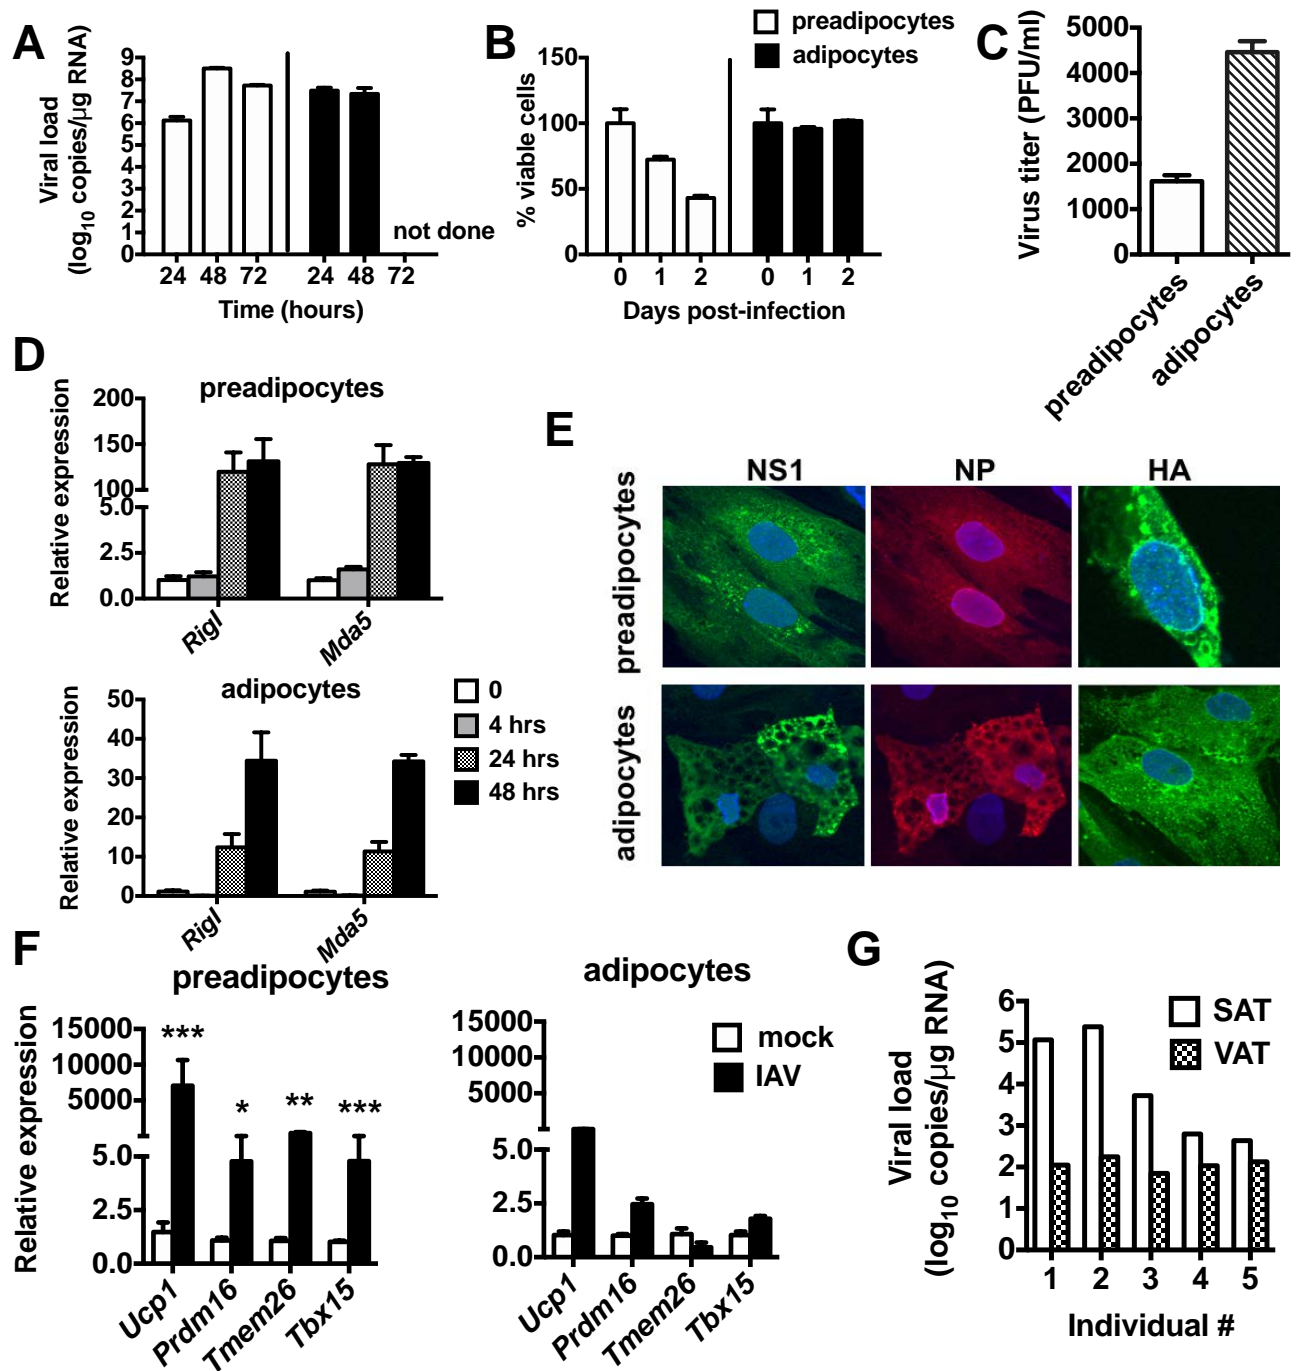 A
Viral load
(log10 copies/μg RNA)
9
8
7
6
5
4
3
2
1
0
24 48 72 24 48 72
not done
Time (hours)
B
preadipocytes
adipocytes
% viable cells
150
100
50
0
0 1 2 0 1 2
Days post-infection
C
Virus titer (PFU/ml)
5000
4000
3000
2000
1000
0
preadipocytes
adipocytes
D
preadipocytes
Relative expression
200
150
100
5.0
2.5
0.0
RigI
Mda5
adipocytes
Relative expression
50
40
30
20
10
0
RigI
Mda5
0
4 hrs
24 hrs
48 hrs
E
NS1 NP HA
preadipocytes
adipocytes
F
preadipocytes
Relative expression
15000
10000
5000
5.0
2.5
0.0
*** * ** ***
Ucp1
Prdm16
Tmem26
Tbx15
adipocytes
15000
10000
5000
5.0
2.5
0.0
mock
IAV
Ucp1
Prdm16
Tmem26
Tbx15
G
Viral load
(log10 copies/μg RNA)
6
5
4
3
2
1
0
SAT
VAT
1 2 3 4 5
Individual #